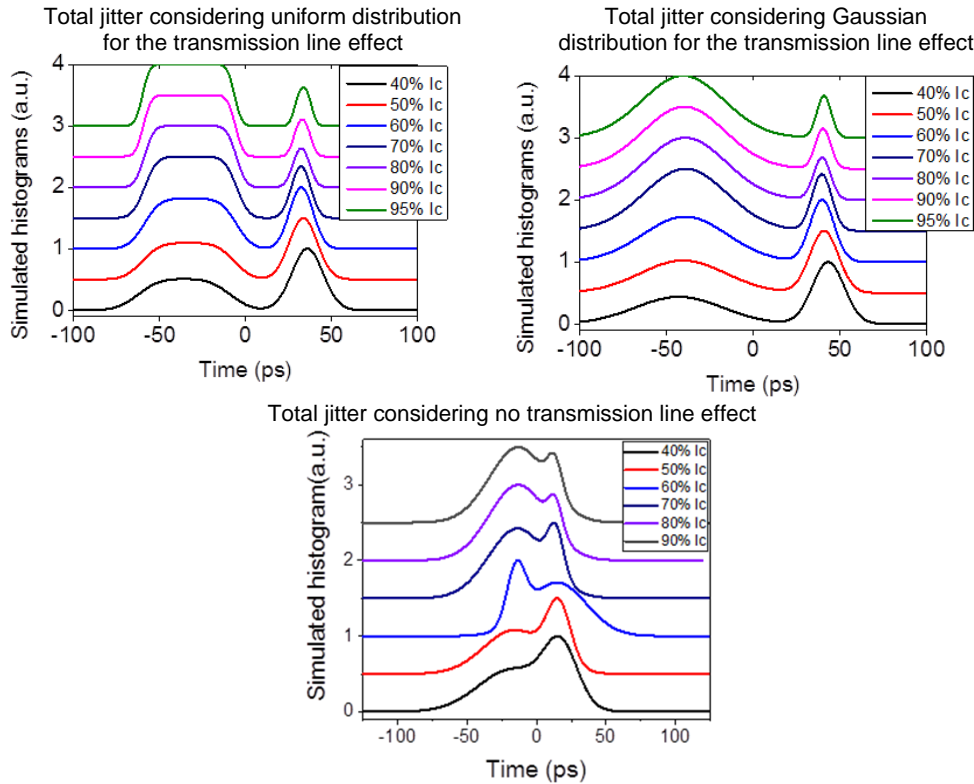 Total jitter considering uniform distribution
for the transmission line effect
Simulated histograms (a.u.)
4
3
2
1
0
-100
-50
0
50
100
Time (ps)
40% Ic
50% Ic
60% Ic
70% Ic
80% Ic
90% Ic
95% Ic
Total jitter considering Gaussian
distribution for the transmission line effect
Simulated histograms (a.u.)
4
3
2
1
0
-100
-50
0
50
100
Time (ps)
40% Ic
50% Ic
60% Ic
70% Ic
80% Ic
90% Ic
95% Ic
Total jitter considering no transmission line effect
Simulated histogram(a.u.)
3
2
1
0
-100
-50
0
50
100
Time (ps)
40% Ic
50% Ic
60% Ic
70% Ic
80% Ic
90% Ic